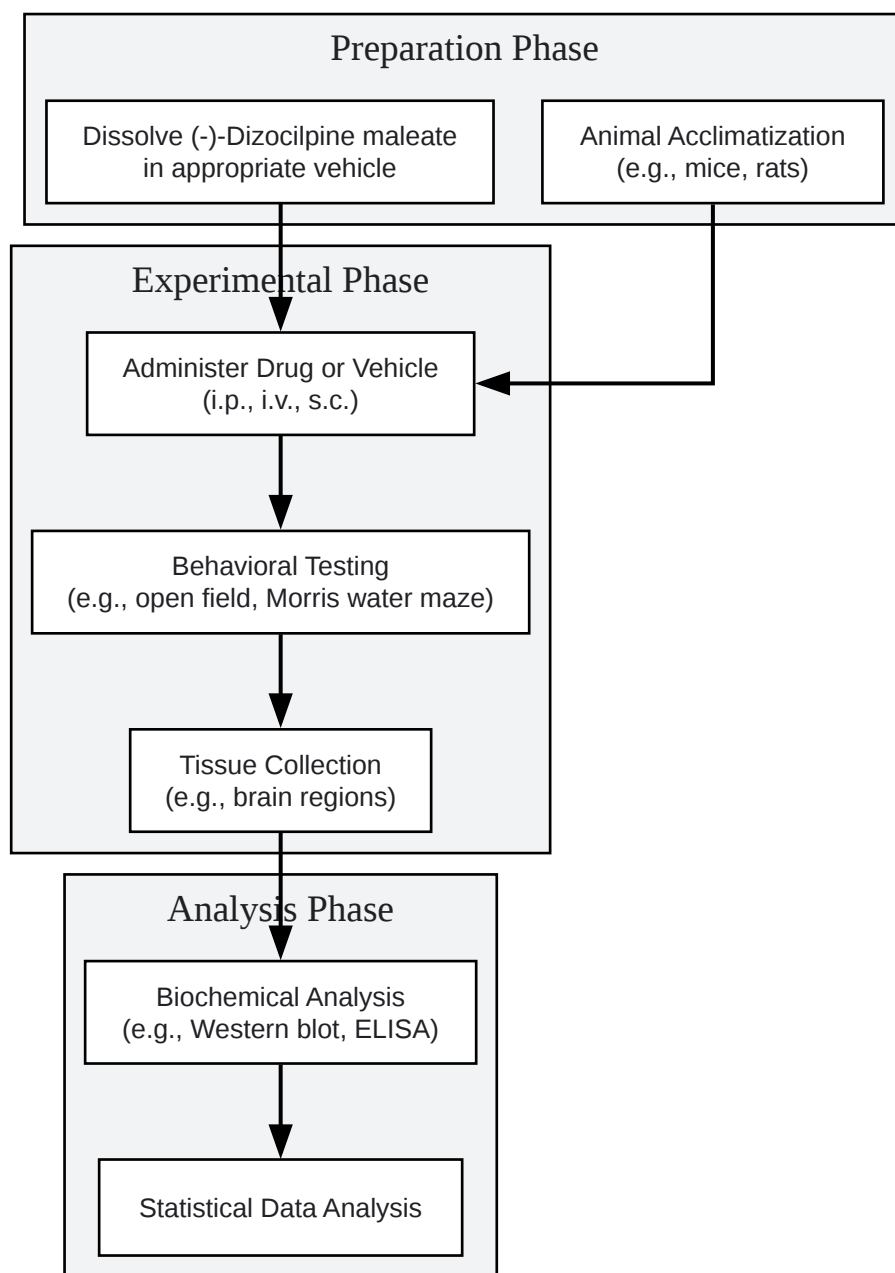 Preparation Phase
Dissolve (-)-Dizocilpine maleate
in appropriate vehicle
Animal Acclimatization
(e.g., mice, rats)
Experimental Phase
Administer Drug or Vehicle
(i.p., i.v., s.c.)
Behavioral Testing
(e.g., open field, Morris water maze)
Tissue Collection
(e.g., brain regions)
Analysis Phase
Biochemical Analysis
(e.g., Western blot, ELISA)
Statistical Data Analysis